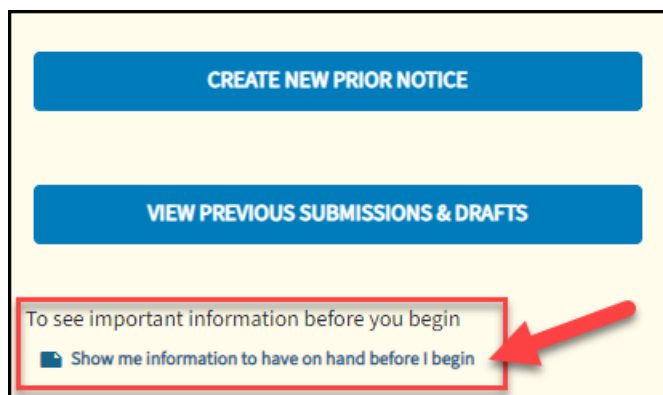 CREATE NEW PRIOR NOTICE
VIEW PREVIOUS SUBMISSIONS & DRAFTS
To see important information before you begin
Show me information to have on hand before I begin